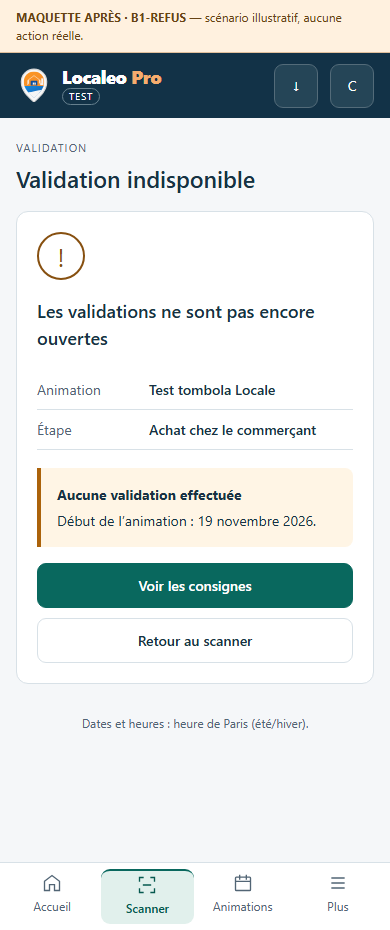 MAQUETTE APRÈS · B1-REFUS — scénario illustratif, aucune
action réelle.
Localeo Pro
TEST
↓
C
VALIDATION
Validation indisponible
!
Les validations ne sont pas encore
ouvertes
Animation Test tombola Locale
Étape Achat chez le commerçant
Aucune validation effectuée
Début de l'animation : 19 novembre 2026.
Voir les consignes
Retour au scanner
Dates et heures : heure de Paris (été/hiver).
Accueil Scanner Animations Plus